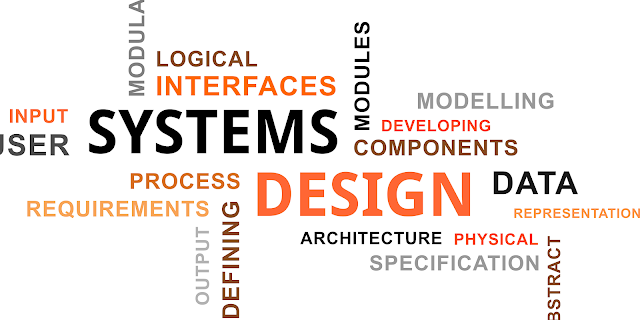 MODULA
LOGICAL
INTERFACES
MODULES
MODELLING
INPUT
DEVELOPING
USER
SYSTEMS
COMPONENTS
PROCESS
DESIGN
DATA
REQUIREMENTS
REPRESENTATION
OUTPUT
DEFINING
ARCHITECTURE
PHYSICAL
SPECIFICATION
BSTRACT